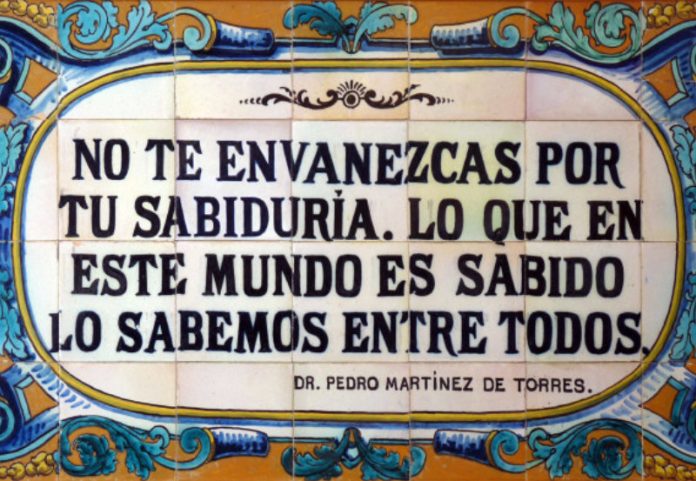 NO TE ENVANEZCAS POR
TU SABIDURÍA. LO QUE EN
ESTE MUNDO ES SABIDO
LO SABEMOS ENTRE TODOS.
DR. PEDRO MARTÍNEZ DE TORRES.